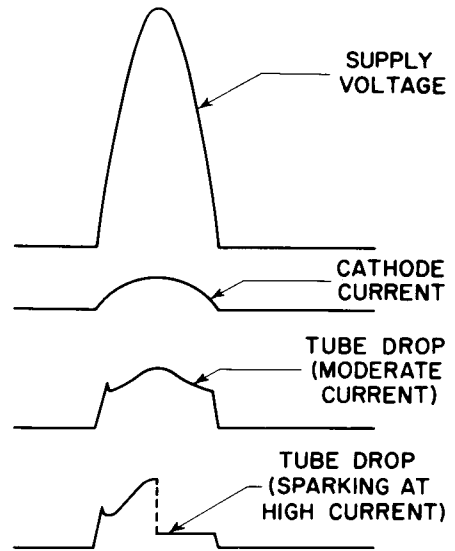 SUPPLY
VOLTAGE
CATHODE
CURRENT
TUBE DROP
(MODERATE
CURRENT)
TUBE DROP
(SPARKING AT
HIGH CURRENT)